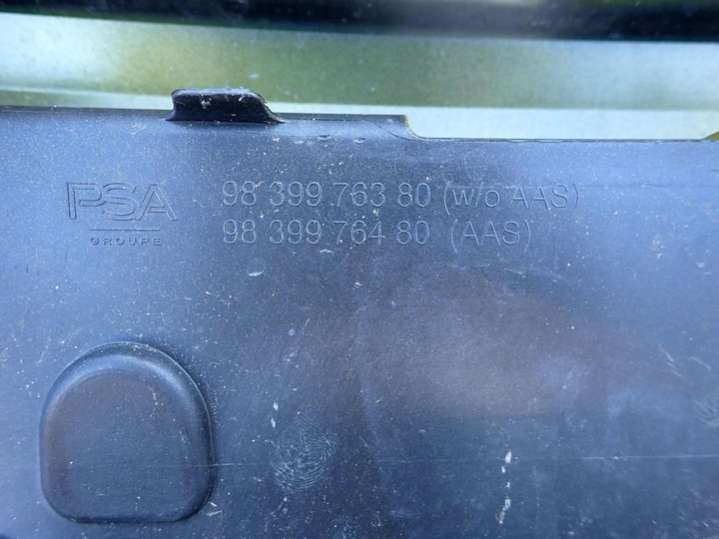 PSA
GROUPE
98 399 763 80 (w/o AAS)
98 399 764 80 (AAS)